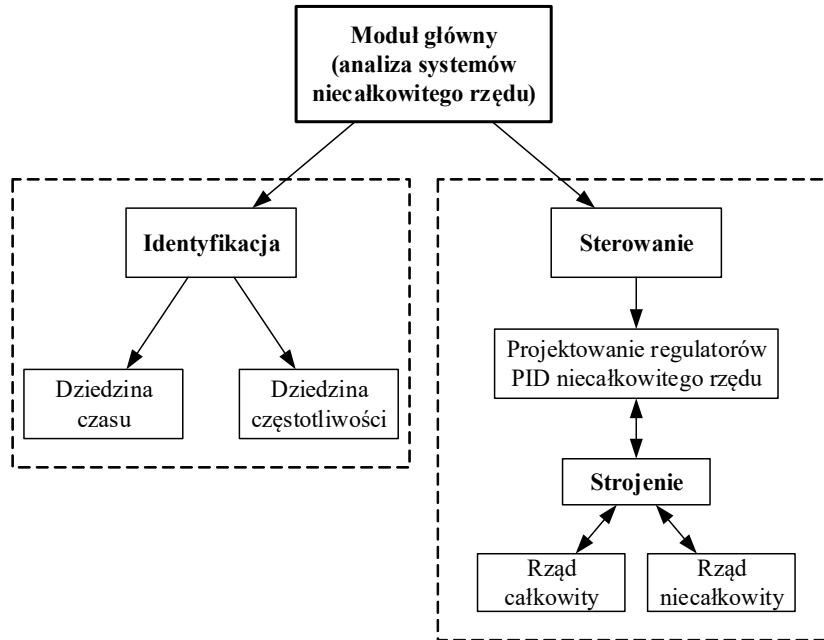 Moduł główny
(analiza systemów
niecałkowitego rzędu)
Identyfikacja
Dziedzina
czasu
Dziedzina
częstotliwości
Sterowanie
Projektowanie regulatorów
PID niecałkowitego rzędu
Strojenie
Rząd
całkowity
Rząd
niecałkowity